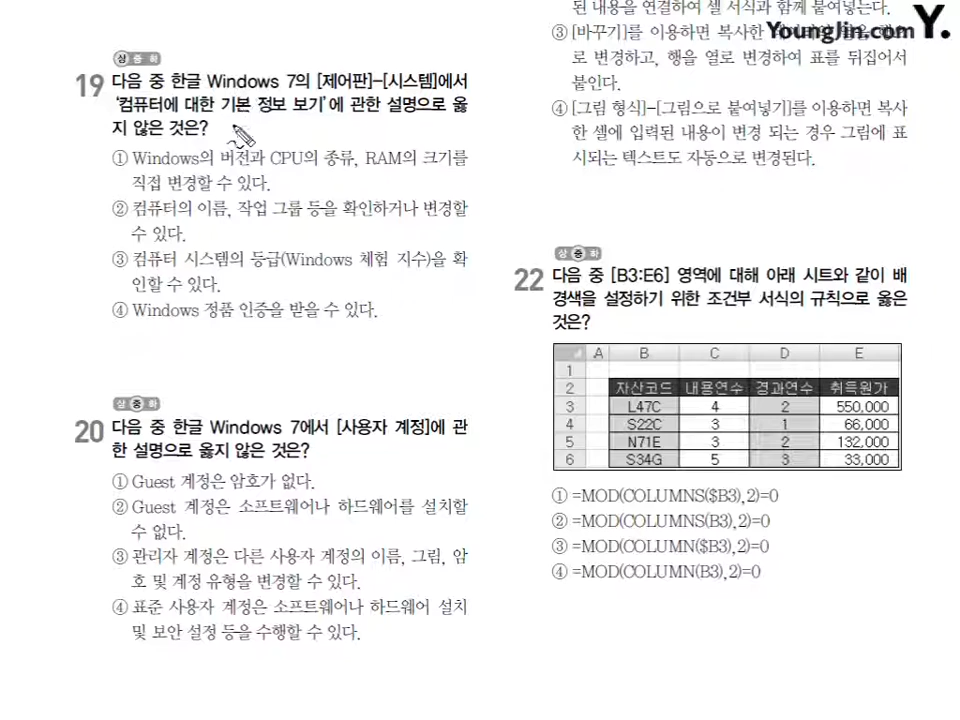 상 중 하
19 다음 중 한글 Windows 7의 [제어판]-[시스템]에서
‘컴퓨터에 대한 기본 정보 보기’에 관한 설명으로 옳
지 않은 것은?
① Windows의 버전과 CPU의 종류, RAM의 크기를
직접 변경할 수 있다.
② 컴퓨터의 이름, 작업 그룹 등을 확인하거나 변경할
수 있다.
③ 컴퓨터 시스템의 등급(Windows 체험 지수)을 확
인할 수 있다.
④ Windows 정품 인증을 받을 수 있다.
상 중 하
20 다음 중 한글 Windows 7에서 [사용자 계정]에 관
한 설명으로 옳지 않은 것은?
① Guest 계정은 암호가 없다.
② Guest 계정은 소프트웨어나 하드웨어를 설치할
수 없다.
③ 관리자 계정은 다른 사용자 계정의 이름, 그림, 암
호 및 계정 유형을 변경할 수 있다.
④ 표준 사용자 계정은 소프트웨어나 하드웨어 설치
및 보안 설정 등을 수행할 수 있다.
된 내용을 연결하여 셀 서식과 함께 붙여넣는다.
Youngjin.com Y.
③ [바꾸기]를 이용하면 복사한
로 변경하고, 행을 열로 변경하여 표를 뒤집어서
붙인다.
④ [그림 형식]-[그림으로 붙여넣기]를 이용하면 복사
한 셀에 입력된 내용이 변경 되는 경우 그림에 표
시되는 텍스트도 자동으로 변경된다.
상 중 하
22 다음 중 [B3:E6] 영역에 대해 아래 시트와 같이 배
경색을 설정하기 위한 조건부 서식의 규칙으로 옳은
것은?
A B C D E
1
2 자산코드 내용연수 경과연수 취득원가
3 L47C 4 2 550,000
4 S22C 3 1 66,000
5 N71E 3 2 132,000
6 S34G 5 3 33,000
① =MOD(COLUMNS($B3),2)=0
② =MOD(COLUMNS(B3),2)=0
③ =MOD(COLUMN($B3),2)=0
④ =MOD(COLUMN(B3),2)=0